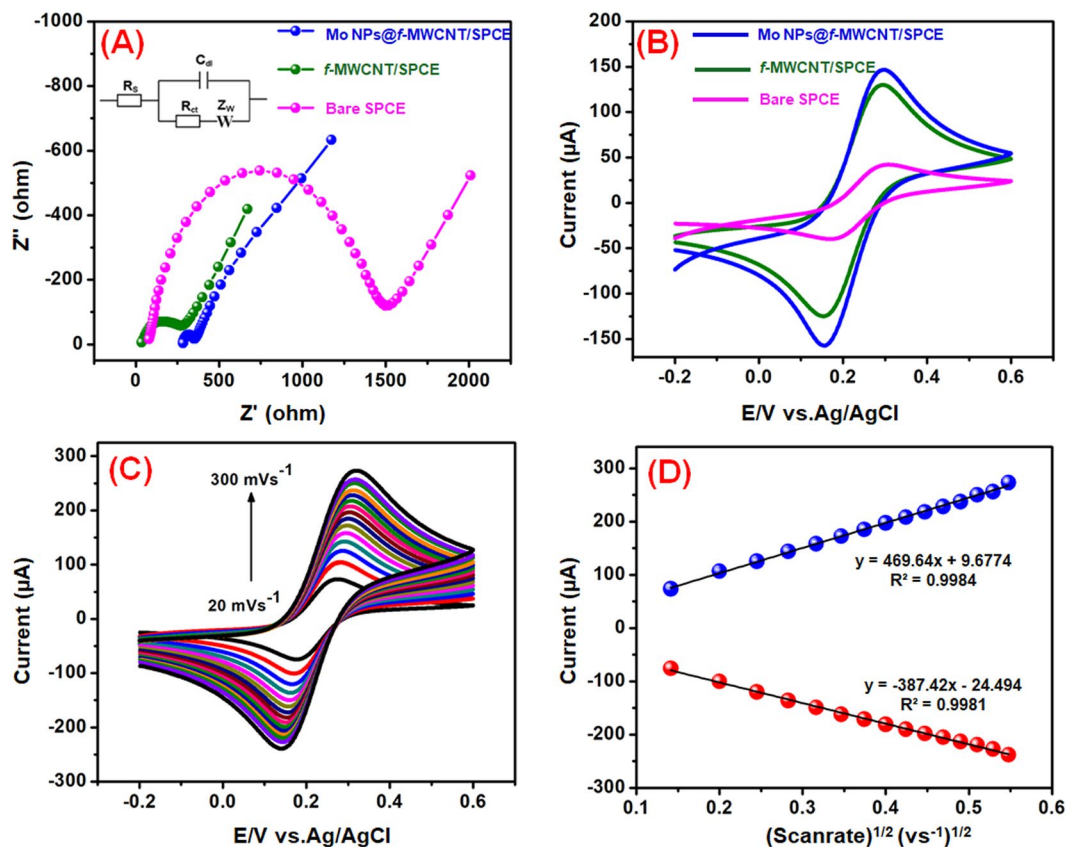 (A)
Mo NPs@f-MWCNT/SPCE
f-MWCNT/SPCE
Bare SPCE
Cdl
Rs
Rct
Zw
W
-1000
-800
-600
-400
-200
0
Z'' (ohm)
0 500 1000 1500 2000
Z' (ohm)
(B)
Mo NPs@f-MWCNT/SPCE
f-MWCNT/SPCE
Bare SPCE
200
150
100
50
0
-50
-100
-150
Current (µA)
-0.2 0.0 0.2 0.4 0.6
E/V vs.Ag/AgCl
(C)
300 mVs⁻¹
20 mVs⁻¹
300
200
100
0
-100
-200
-300
Current (µA)
-0.2 0.0 0.2 0.4 0.6
E/V vs.Ag/AgCl
(D)
y = 469.64x + 9.6774
R² = 0.9984
y = -387.42x - 24.494
R² = 0.9981
300
200
100
0
-100
-200
-300
Current (µA)
0.1 0.2 0.3 0.4 0.5 0.6
(Scanrate)¹/² (vs⁻¹)¹/²